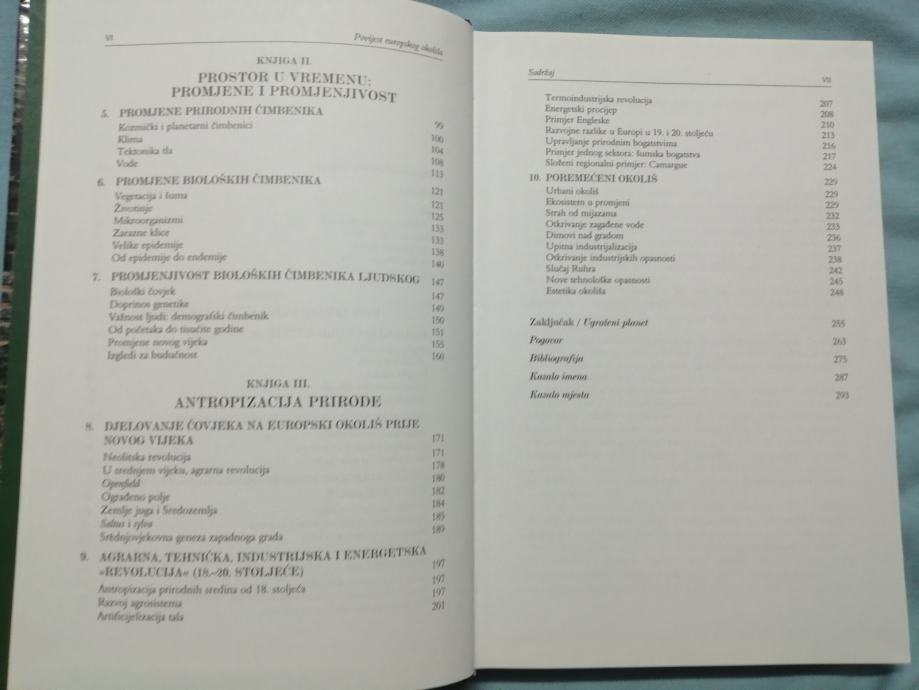 VI Povijest europskog okoliša
KNJIGA II.
PROSTOR U VREMENU:
PROMJENE I PROMJENJIVOST
5. PROMJENE PRIRODNIH ČIMBENIKA 99
Kozmički i planetarni čimbenici 100
Klima 104
Tektonika tla 108
Vode 113
6. PROMJENE BIOLOŠKIH ČIMBENIKA 121
Vegetacija i šuma 121
Životinje 125
Mikroorganizmi 133
Zarazne klice 133
Velike epidemije 138
Od epidemije do endemije 140
7. PROMJENJIVOST BIOLOŠKIH ČIMBENIKA LJUDSKOG 147
Biološki čovjek 147
Doprinos genetike 149
Važnost ljudi: demografski čimbenik 150
Od početaka do tisućite godine 151
Promjene novog vijeka 155
Izgledi za budućnost 160
KNJIGA III.
ANTROPIZACIJA PRIRODE
8. DJELOVANJE ČOVJEKA NA EUROPSKI OKOLIŠ PRIJE
NOVOG VIJEKA 171
Neolitska revolucija 171
U srednjem vijeku, agrarna revolucija 178
Openfield 180
Ograđeno polje 182
Zemlje juga i Sredozemlja 184
Saltus i sylva 185
Srednjovjekovna geneza zapadnoga grada 189
9. AGRARNA, TEHNIČKA, INDUSTRIJSKA I ENERGETSKA
»REVOLUCIJA« (18.–20. STOLJEĆE) 197
Antropizacija prirodnih sredina od 18. stoljeća 197
Razvoj agrosistema 197
Artificijelizacija tala 201
Sadržaj VII
Termoindustrijska revolucija 207
Energetski procijep 208
Primjer Engleske 210
Razvojne razlike u Europi u 19. i 20. stoljeću 213
Upravljanje prirodnim bogatstvima 216
Primjer jednog sektora: šumska bogatstva 217
Složeni regionalni primjer: Camargue 224
10. POREMEĆENI OKOLIŠ 229
Urbani okoliš 229
Ekosistem u promjeni 229
Strah od mijazama 232
Otkrivanje zagađene vode 233
Dimovi nad gradom 236
Upitna industrijalizacija 237
Otkrivanje industrijskih opasnosti 238
Slučaj Ruhra 242
Nove tehnološke opasnosti 245
Estetika okoliša 248
Zaključak / Ugroženi planet 255
Pogovor 263
Bibliografija 275
Kazalo imena 287
Kazalo mjesta 293